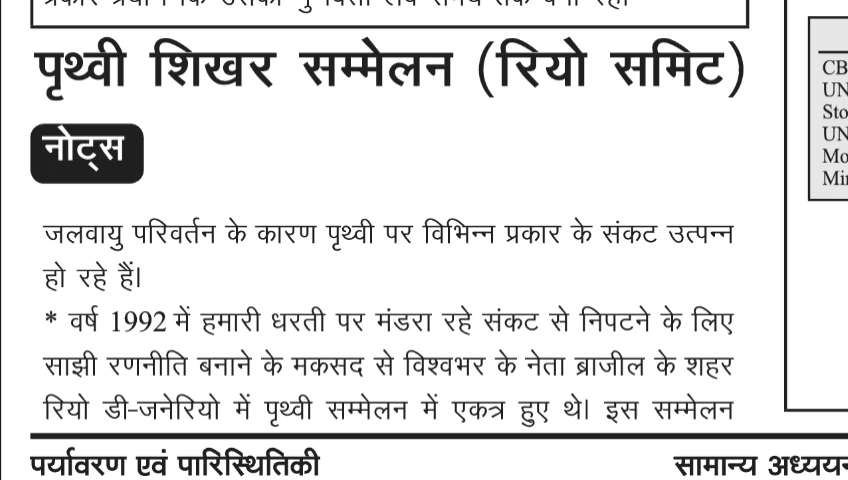 पृथ्वी शिखर सम्मेलन (रियो समिट)
नोट्स
जलवायु परिवर्तन के कारण पृथ्वी पर विभिन्न प्रकार के संकट उत्पन्न
हो रहे हैं।
* वर्ष 1992 में हमारी धरती पर मंडरा रहे संकट से निपटने के लिए
साझी रणनीति बनाने के मकसद से विश्वभर के नेता ब्राजील के शहर
रियो डी-जनेरियो में पृथ्वी सम्मेलन में एकत्र हुए थे। इस सम्मेलन
CB
UN
Sto
UN
Mo
Min
पर्यावरण एवं पारिस्थितिकी
सामान्य अध्ययन